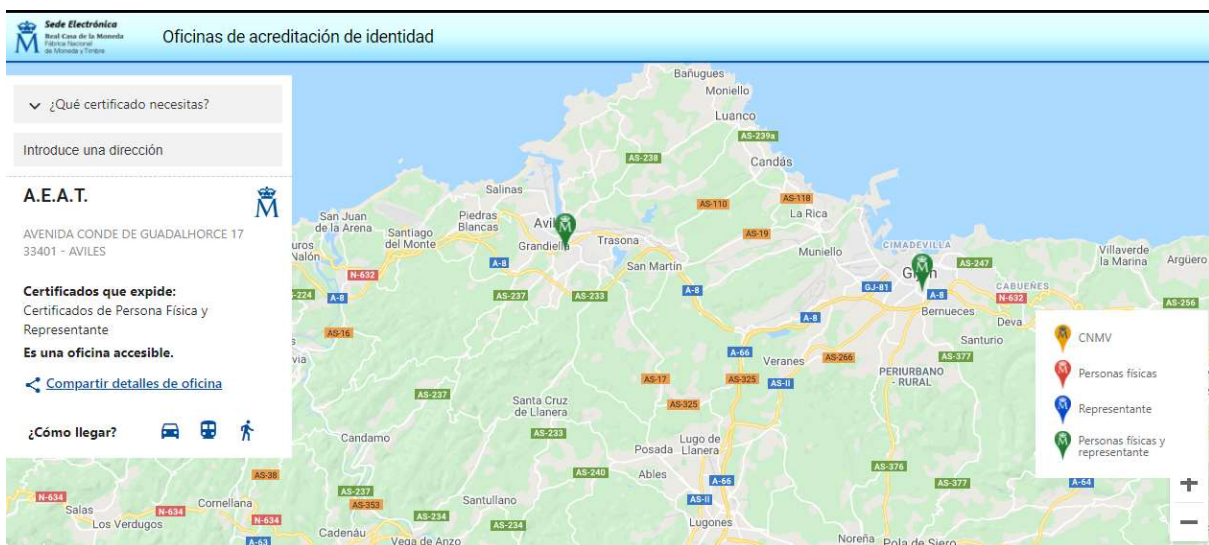 Sede Electrónica
Real Casa de la Moneda
Fábrica Nacional
de Moneda y Timbre
Oficinas de acreditación de identidad
¿Qué certificado necesitas?
Introduce una dirección
A.E.A.T.
AVENIDA CONDE DE GUADALHORCE 17
33401 - AVILES
Certificados que expide:
Certificados de Persona Física y
Representante
Es una oficina accesible.
Compartir detalles de oficina
¿Cómo llegar?
Bañugues
Moniello
Luanco
AS-239a
AS-238
Candás
Salinas
AS-110
AS-118
La Rica
San Juan
de la Arena
Santiago
del Monte
Piedras
Blancas
Grandiella
Trasona
AS-19
Muniello
CIMADEVILLA
AS-247
Villaverde
la Marina
Argüero
N-632
A-8
San Martín
A-8
GJ-81
A-8
CABUEÑES
N-632
A-8
AS-237
AS-233
AS-256
Bernueces
Deva
AS-16
A-8
Santurio
A-66
Veranes
AS-266
AS-377
PERIURBANO
- RURAL
AS-17
AS-325
AS-II
AS-237
Santa Cruz
de Llanera
AS-325
Candamo
AS-233
Lugo de
Llanera
Posada
AS-240
Ables
A-66
AS-376
AS-377
A-64
AS-38
N-634
Salas
N-634
Cornellana
AS-237
AS-353
Santullano
AS-II
Los Verdugos
N-634
AS-234
AS-234
Lugones
A-63
Cadenáu
Vega de Anzo
Noreña
Pola de Siero
CNMV
Personas físicas
Representante
Personas físicas y
representante
+
−